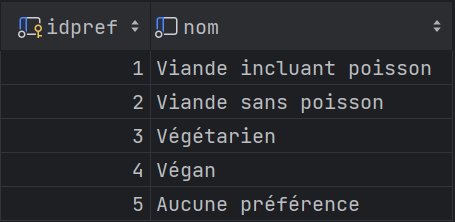 idpref nom
1 Viande incluant poisson
2 Viande sans poisson
3 Végétarien
4 Végan
5 Aucune préférence